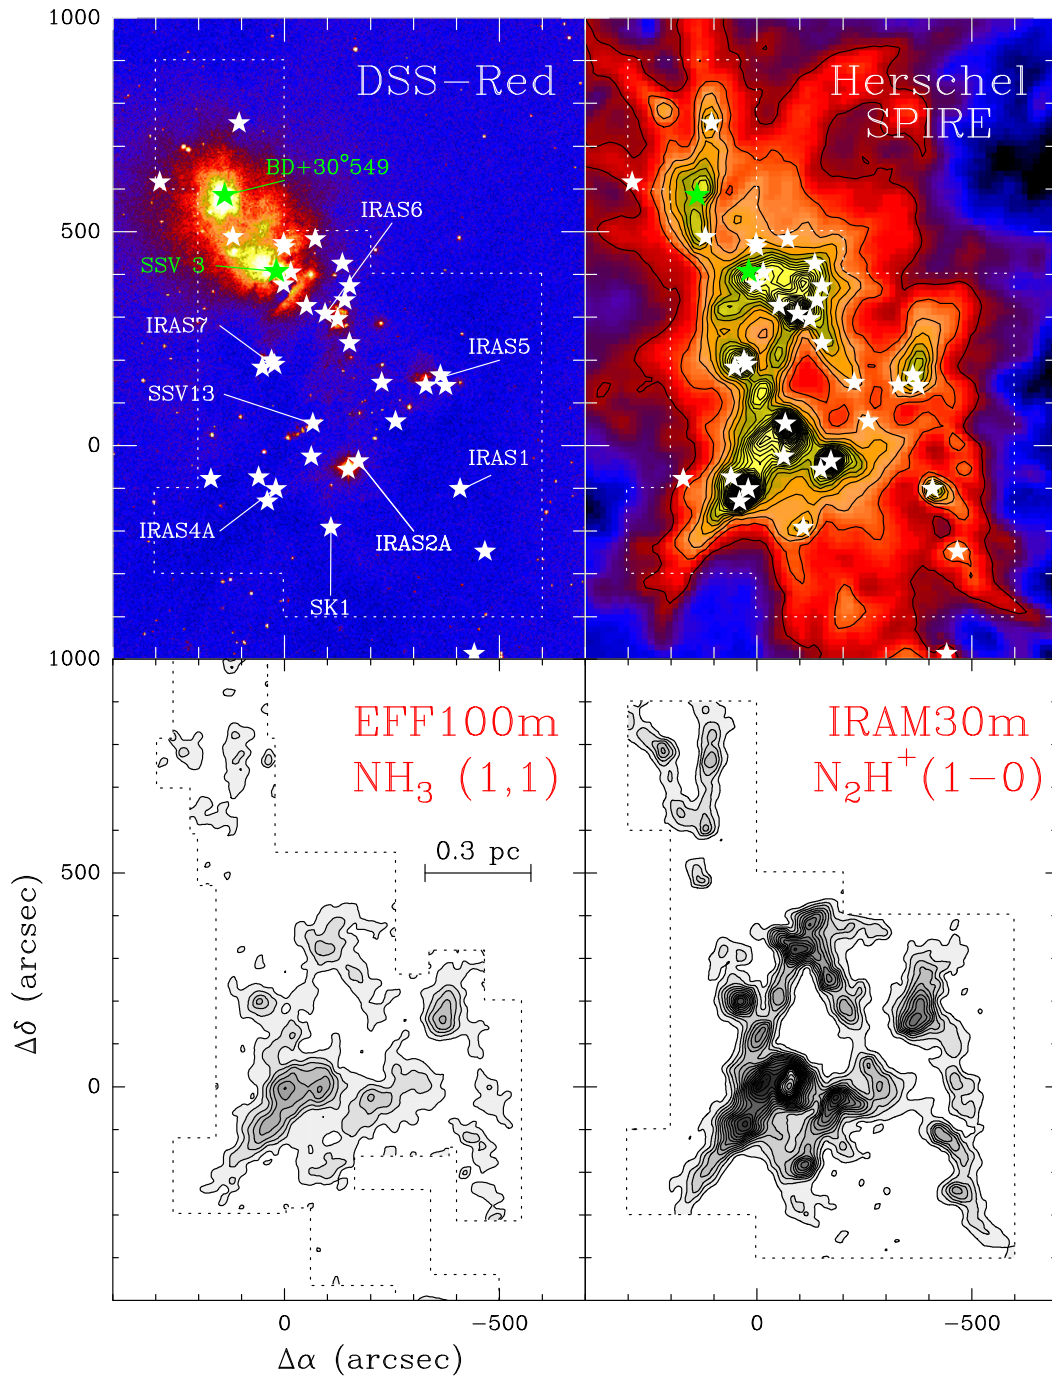 1000
DSS-Red
Herschel
SPIRE
BD+30°549
IRAS6
500
SSV 3
IRAS7
IRAS5
SSV13
0
IRAS1
IRAS4A
IRAS2A
SK1
1000
EFF100m
NH₃ (1,1)
IRAM30m
N₂H⁺(1-0)
0.3 pc
500
Δδ (arcsec)
0
0
-500
0
-500
Δα (arcsec)